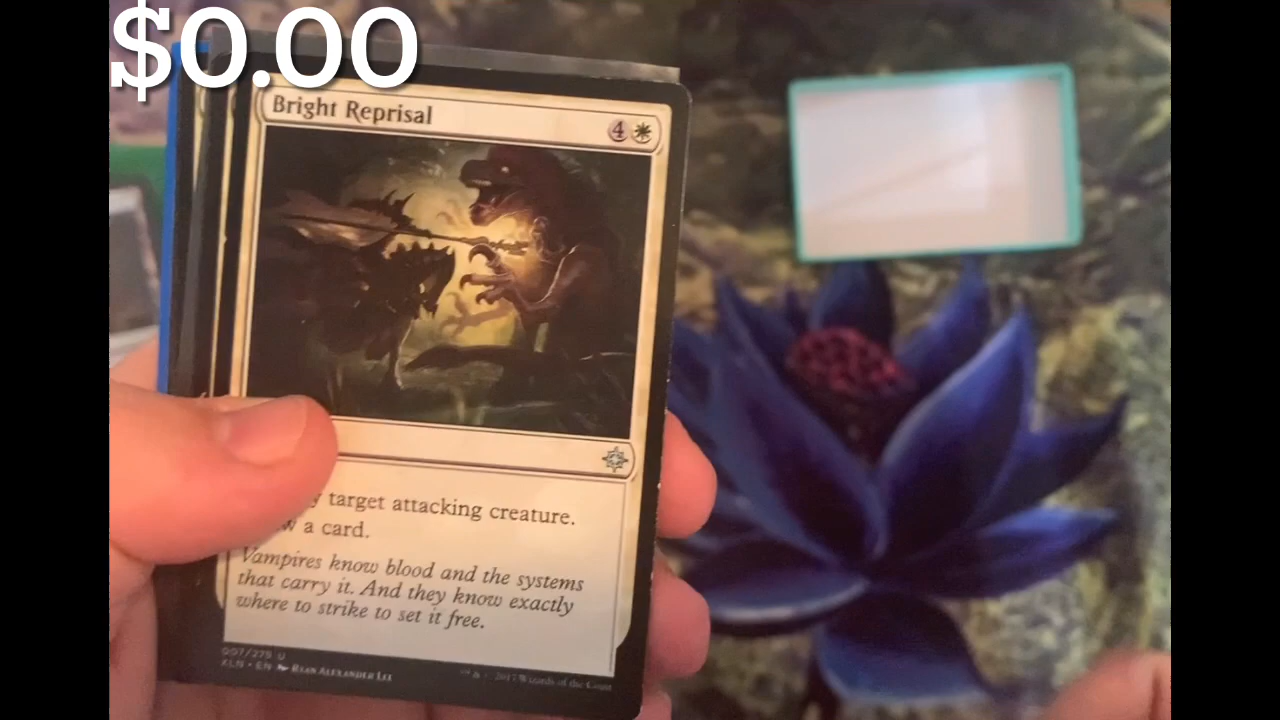 $0.00
Bright Reprisal
4
target attacking creature.
a card.
Vampires know blood and the systems
that carry it. And they know exactly
where to strike to set it free.
007/279 U
XLN • EN Ryan Alexander Lee
2017 Wizards of the Coast